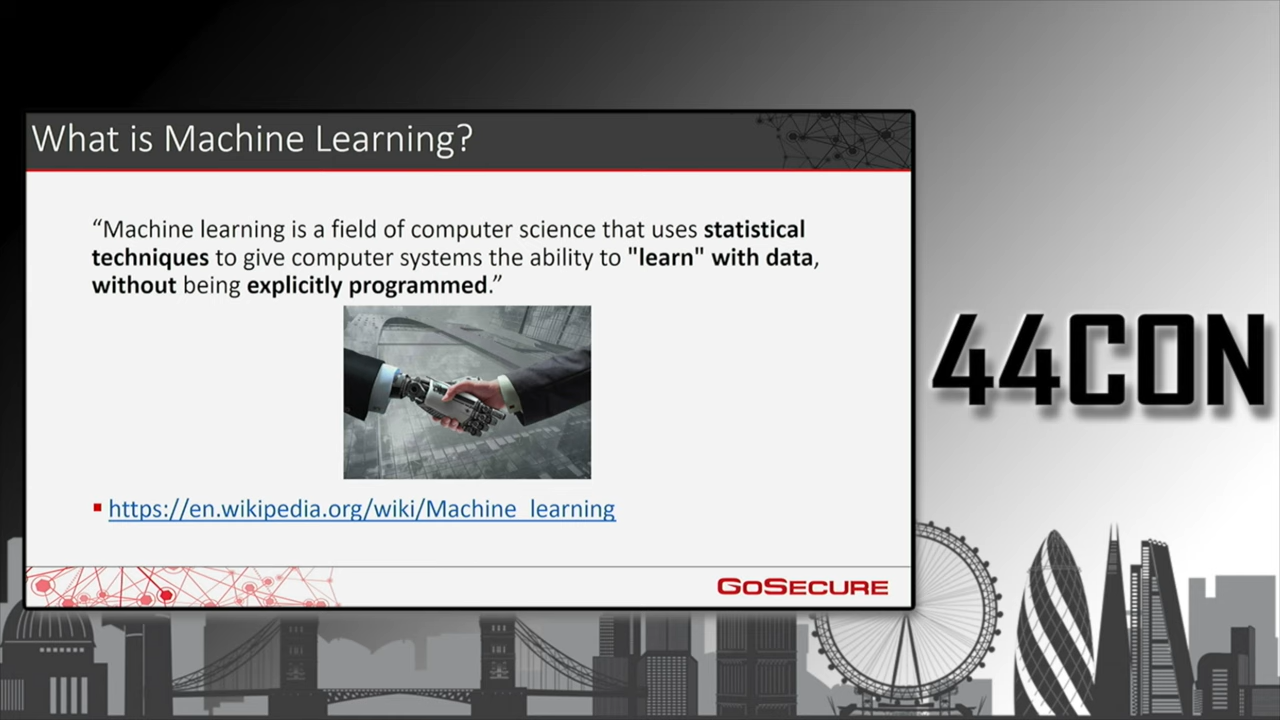 What is Machine Learning?
“Machine learning is a field of computer science that uses statistical
techniques to give computer systems the ability to "learn" with data,
without being explicitly programmed.”
https://en.wikipedia.org/wiki/Machine_learning
GoSecure
44CON